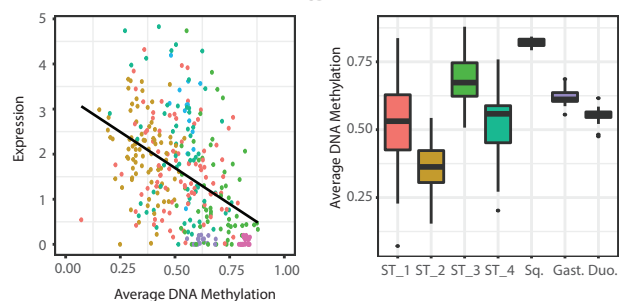 5
4
3
2
1
0
Expression
0.00 0.25 0.50 0.75 1.00
Average DNA Methylation
0.75
0.50
0.25
Average DNA Methylation
ST_1 ST_2 ST_3 ST_4 Sq. Gast. Duo.